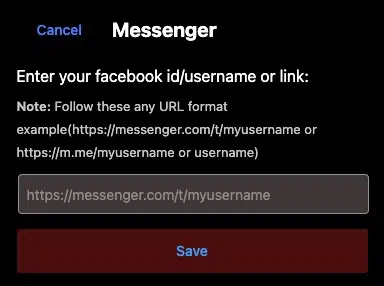 Cancel Messenger
Enter your facebook id/username or link:
Note: Follow these any URL format
example(https://messenger.com/t/myusername or
https://m.me/myusername or username)
https://messenger.com/t/myusername
Save